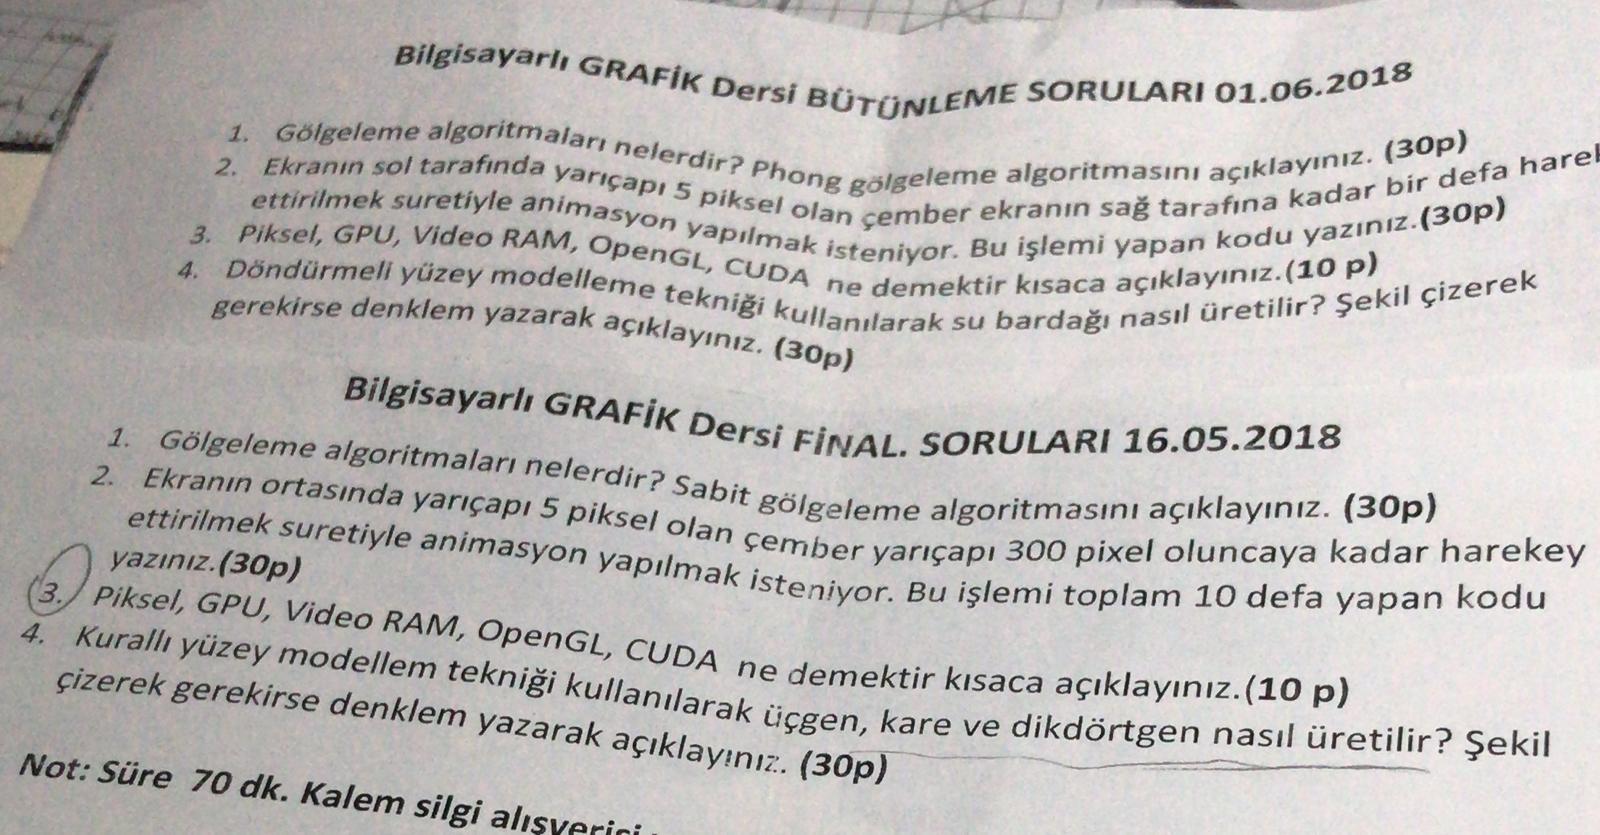 Bilgisayarlı GRAFİK Dersi BÜTÜNLEME SORULARI 01.06.2018
1. Gölgeleme algoritmaları nelerdir? Phong gölgeleme algoritmasını açıklayınız. (30p)
2. Ekranın sol tarafında yarıçapı 5 piksel olan çember ekranın sağ tarafına kadar bir defa harek
ettirilmek suretiyle animasyon yapılmak isteniyor. Bu işlemi yapan kodu yazınız.(30p)
3. Piksel, GPU, Video RAM, OpenGL, CUDA ne demektir kısaca açıklayınız.(10 p)
4. Döndürmeli yüzey modelleme tekniği kullanılarak su bardağı nasıl üretilir? Şekil çizerek
gerekirse denklem yazarak açıklayınız. (30p)
Bilgisayarlı GRAFİK Dersi FİNAL. SORULARI 16.05.2018
1. Gölgeleme algoritmaları nelerdir? Sabit gölgeleme algoritmasını açıklayınız. (30p)
2. Ekranın ortasında yarıçapı 5 piksel olan çember yarıçapı 300 pixel oluncaya kadar harekey
ettirilmek suretiyle animasyon yapılmak isteniyor. Bu işlemi toplam 10 defa yapan kodu
yazınız.(30p)
3. Piksel, GPU, Video RAM, OpenGL, CUDA ne demektir kısaca açıklayınız.(10 p)
4. Kurallı yüzey modellem tekniği kullanılarak üçgen, kare ve dikdörtgen nasıl üretilir? Şekil
çizerek gerekirse denklem yazarak açıklayınız. (30p)
Not: Süre 70 dk. Kalem silgi alışverişi